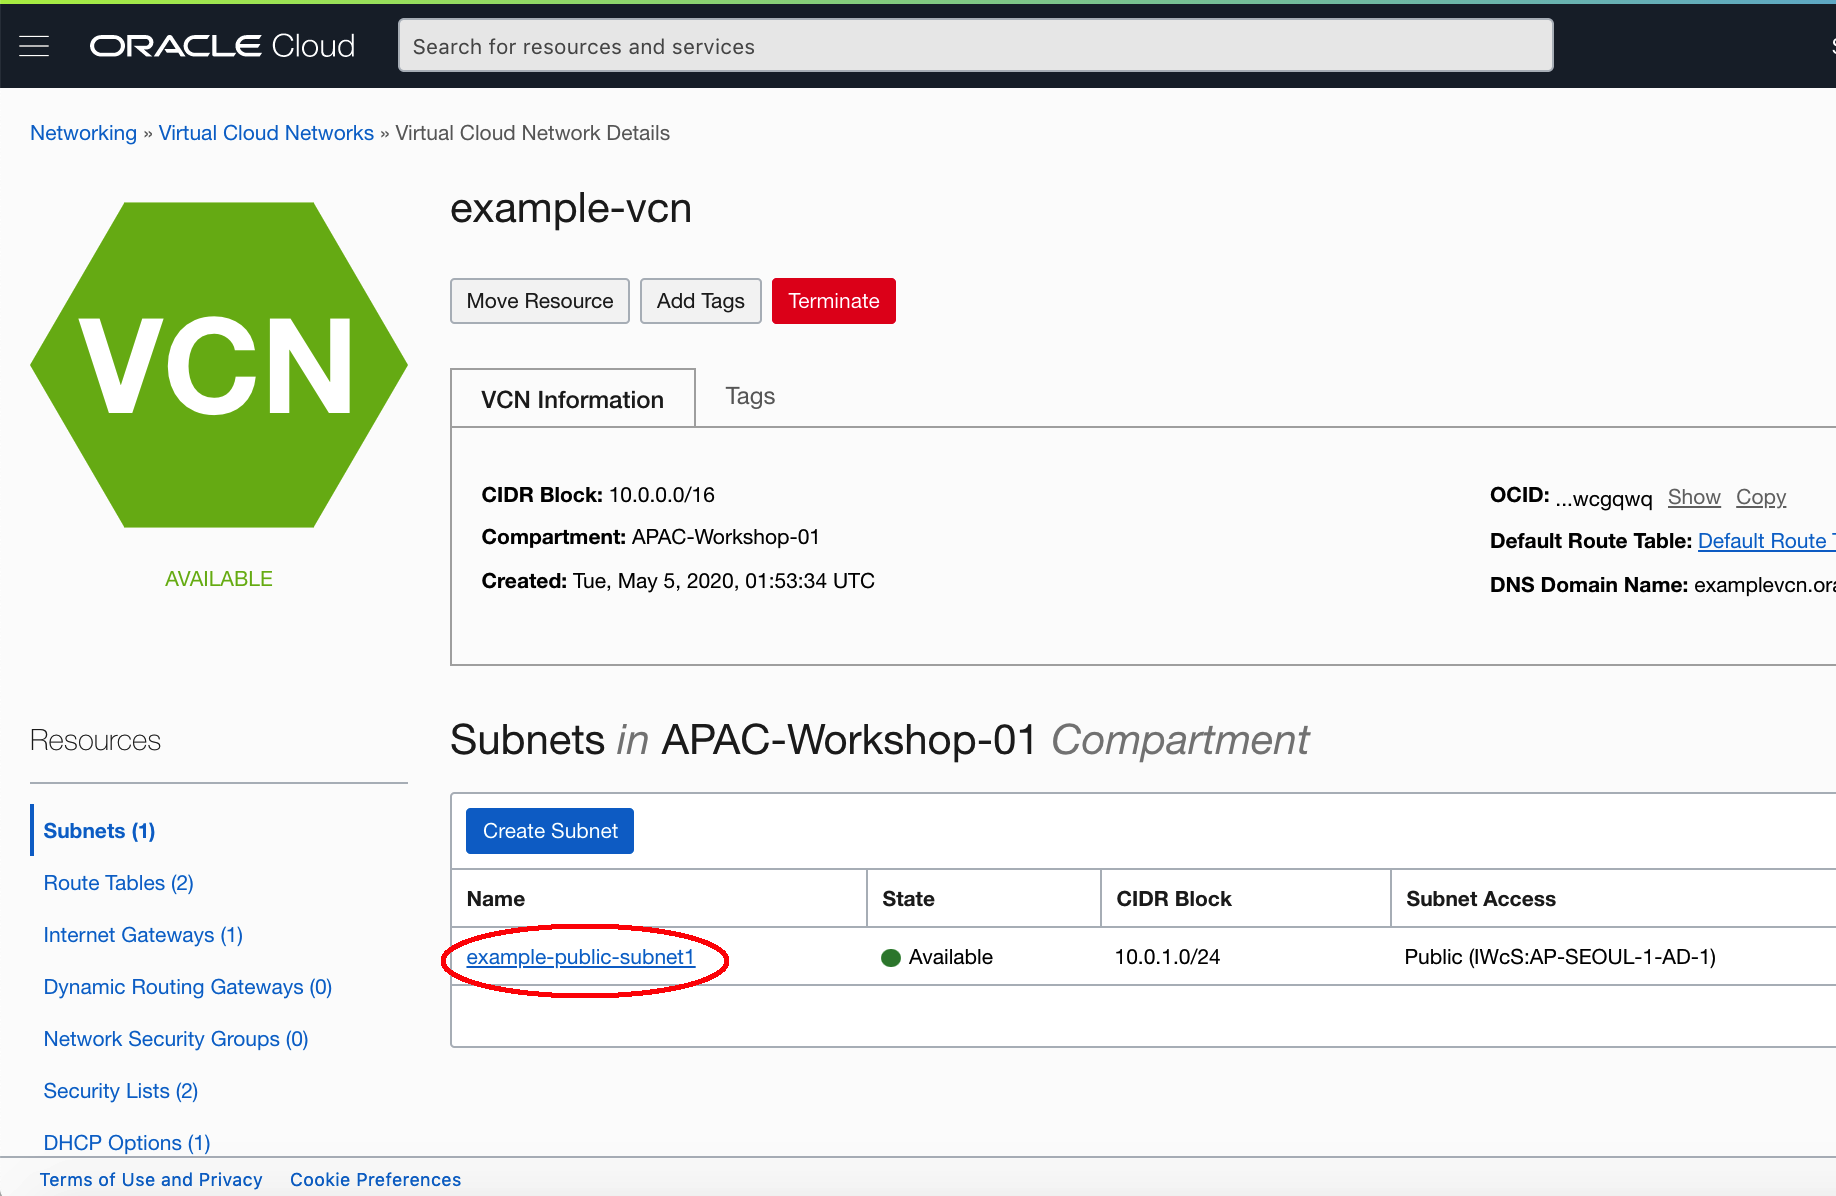 ORACLE Cloud
Search for resources and services
Networking » Virtual Cloud Networks » Virtual Cloud Network Details
VCN
AVAILABLE
example-vcn
Move Resource
Add Tags
Terminate
VCN Information
Tags
CIDR Block: 10.0.0.0/16
Compartment: APAC-Workshop-01
Created: Tue, May 5, 2020, 01:53:34 UTC
OCID: ...wcgqwq Show Copy
Default Route Table: Default Route
DNS Domain Name: examplevcn.ora
Resources
Subnets (1)
Route Tables (2)
Internet Gateways (1)
Dynamic Routing Gateways (0)
Network Security Groups (0)
Security Lists (2)
DHCP Options (1)
Subnets in APAC-Workshop-01 Compartment
Create Subnet
Name State CIDR Block Subnet Access
example-public-subnet1 Available 10.0.1.0/24 Public (IWcS:AP-SEOUL-1-AD-1)
Terms of Use and Privacy Cookie Preferences